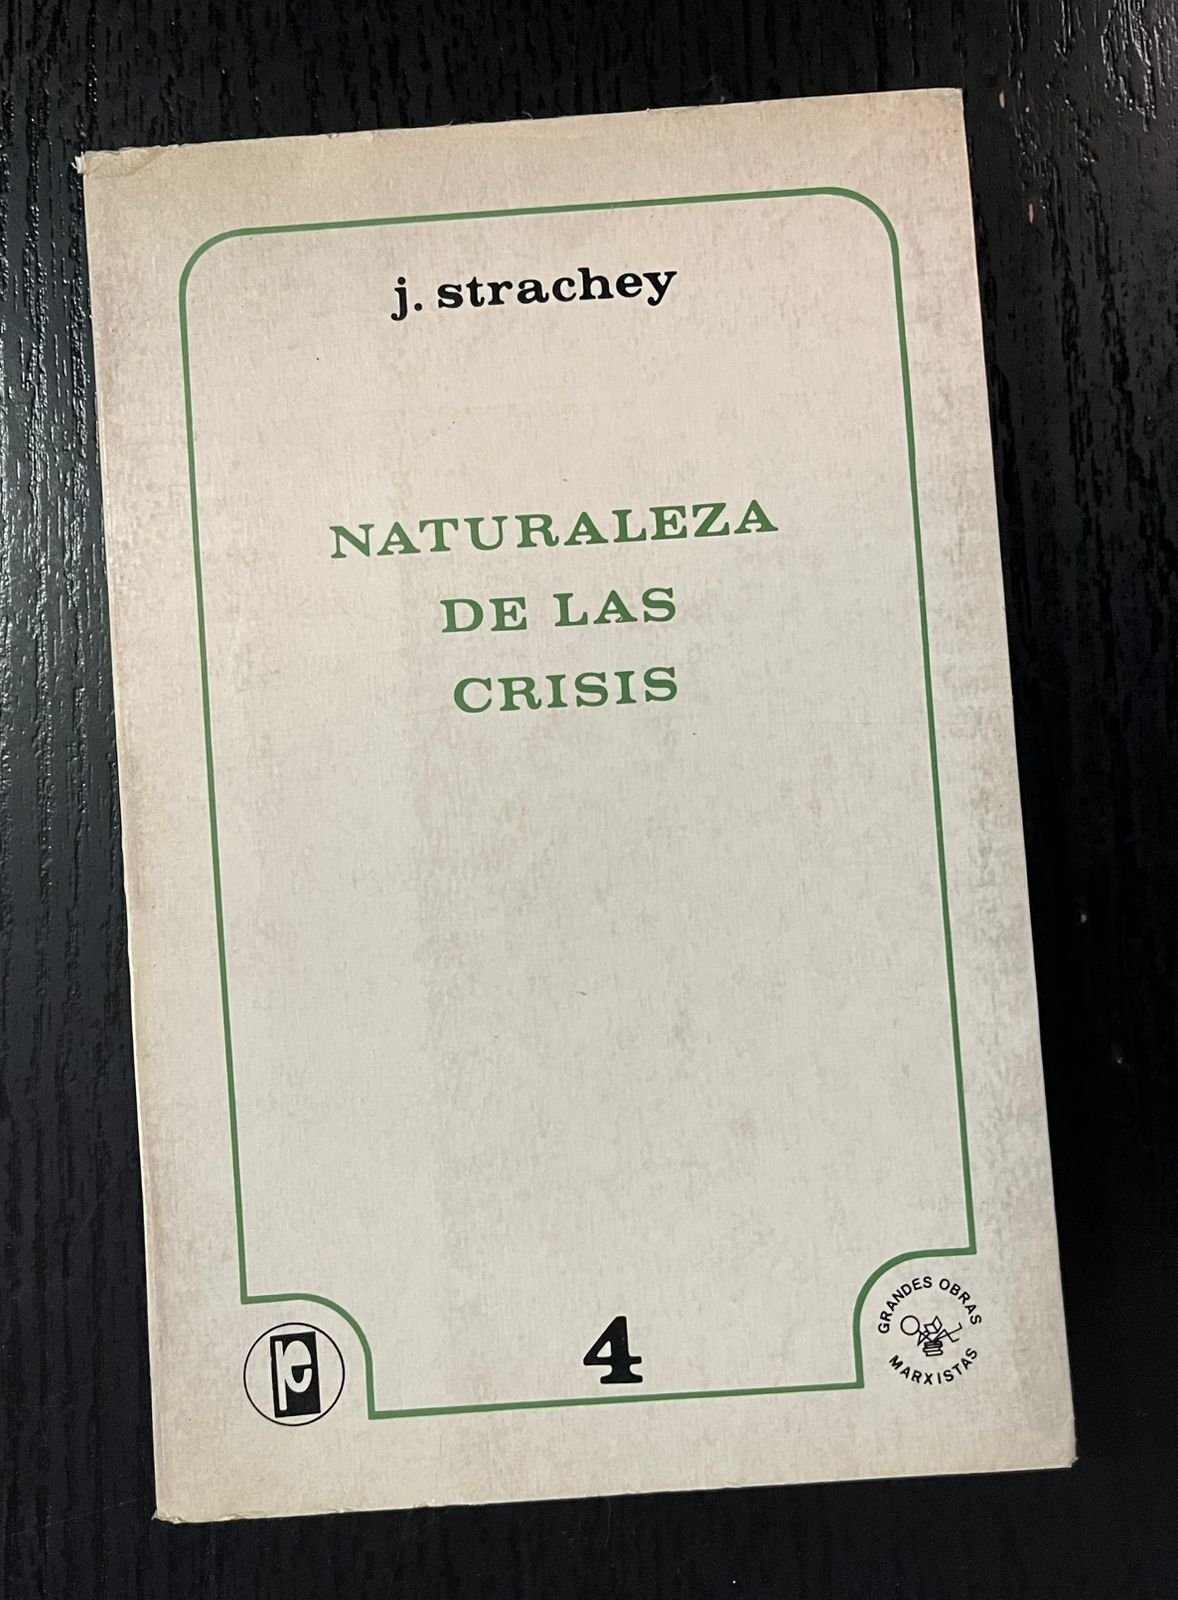 j. strachey
NATURALEZA
DE LAS
CRISIS
4
GRANDES OBRAS
MARXISTAS